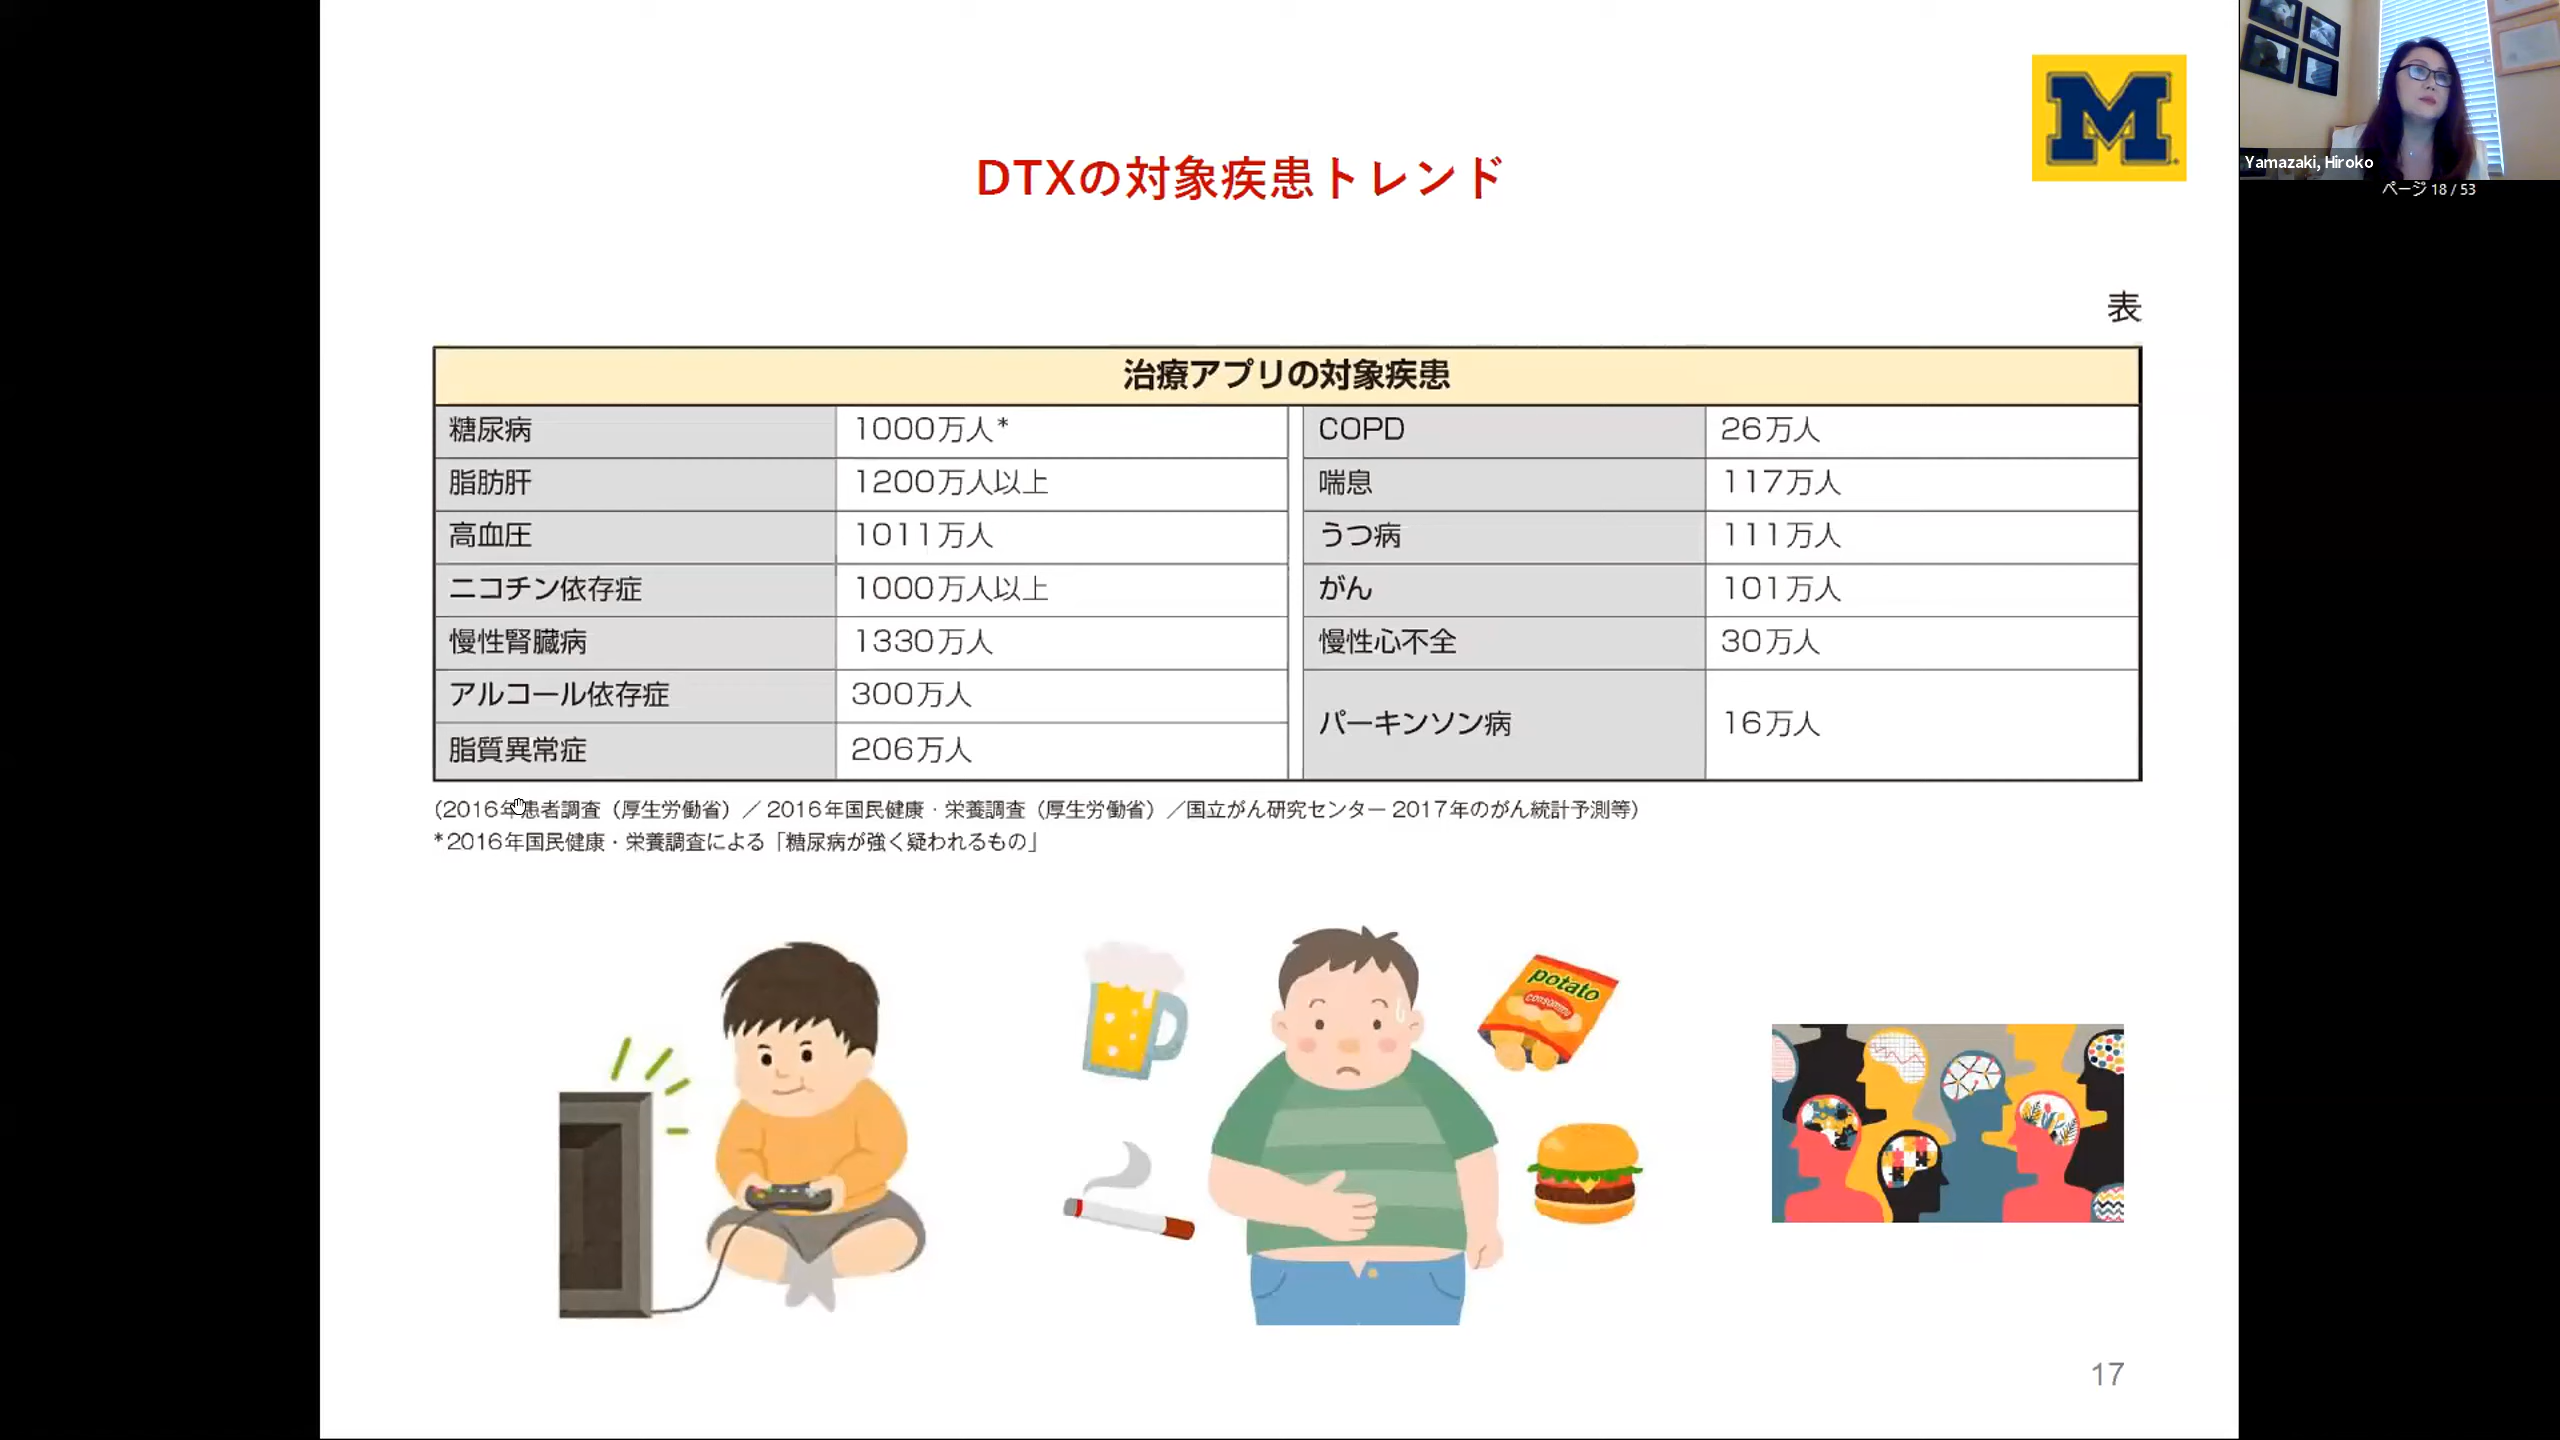 M
Yamazaki, Hiroko
ページ 18 / 53
DTXの対象疾患トレンド
表
治療アプリの対象疾患
糖尿病 1000万人* COPD 26万人
脂肪肝 1200万人以上 喘息 117万人
高血圧 1011万人 うつ病 111万人
ニコチン依存症 1000万人以上 がん 101万人
慢性腎臓病 1330万人 慢性心不全 30万人
アルコール依存症 300万人 パーキンソン病 16万人
脂質異常症 206万人
（2016年患者調査（厚生労働省）／2016年国民健康・栄養調査（厚生労働省）／国立がん研究センター 2017年のがん統計予測等）
*2016年国民健康・栄養調査による「糖尿病が強く疑われるもの」
potato
consomme
17